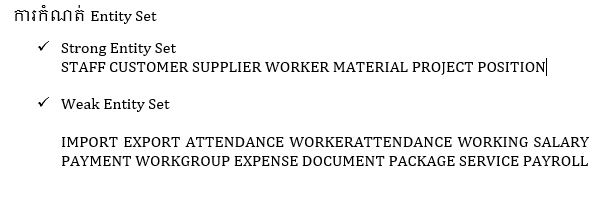 ការកំណត់ Entity Set
✓ Strong Entity Set
STAFF CUSTOMER SUPPLIER WORKER MATERIAL PROJECT POSITION
✓ Weak Entity Set
IMPORT EXPORT ATTENDANCE WORKERATTENDANCE WORKING SALARY
PAYMENT WORKGROUP EXPENSE DOCUMENT PACKAGE SERVICE PAYROLL